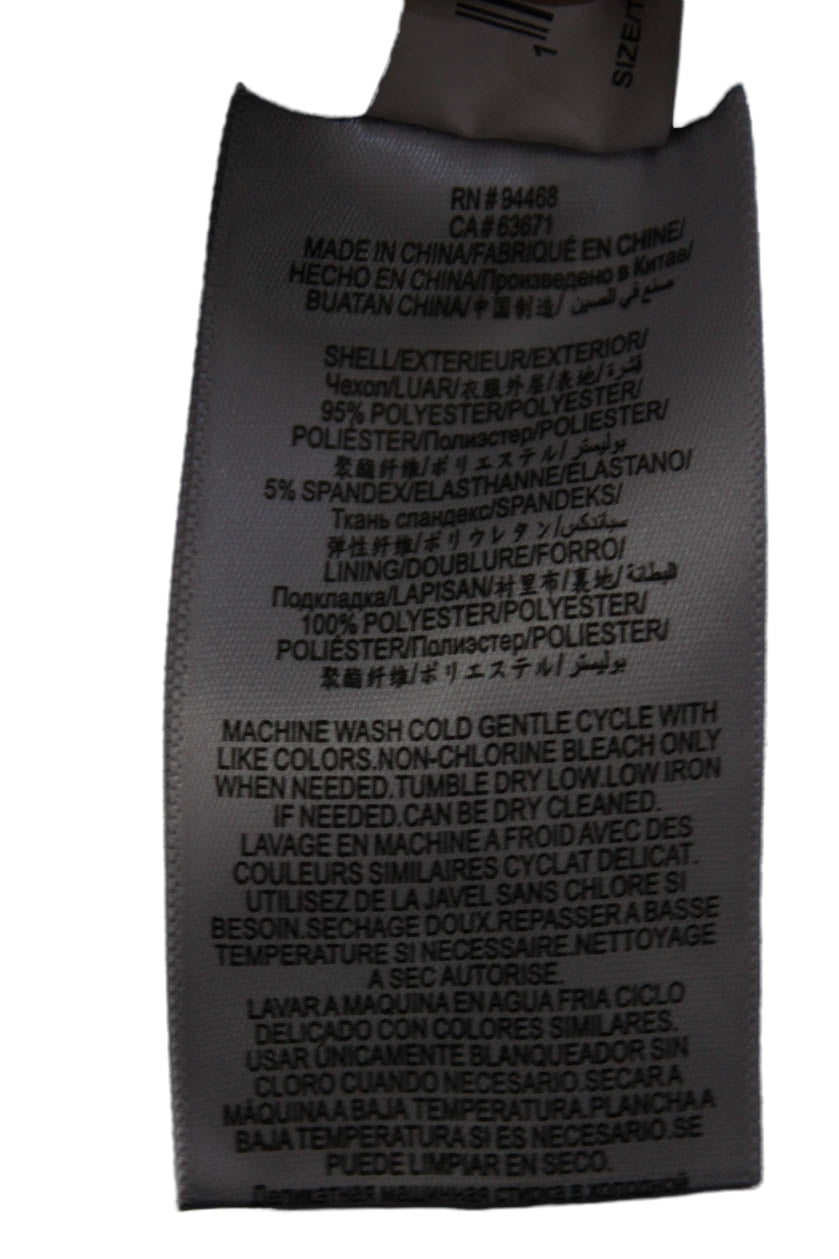 1
SIZE/T
RN # 94468
CA # 63671
MADE IN CHINA/FABRIQUÉ EN CHINE/
HECHO EN CHINA/Произведено в Китае/
BUATAN CHINA/中国制造/ صنع في الصين
SHELL/EXTERIEUR/EXTERIOR/
Чехол/LUAR/衣服外层/表地/قشرة
95% POLYESTER/POLYESTER/
POLIÉSTER/Полиэстер/POLIESTER/
聚酯纤维/ポリエステル/ بوليستر
5% SPANDEX/ELASTHANNE/ELASTANO/
Ткань спандекс/SPANDEKS/
弹性纤维/ポリウレタン/سباندكس
LINING/DOUBLURE/FORRO/
Подкладка/LAPISAN/衬里布/裏地/البطانة
100% POLYESTER/POLYESTER/
POLIÉSTER/Полиэстер/POLIESTER/
聚酯纤维/ポリエステル/ بوليستر
MACHINE WASH COLD GENTLE CYCLE WITH
LIKE COLORS.NON-CHLORINE BLEACH ONLY
WHEN NEEDED.TUMBLE DRY LOW.LOW IRON
IF NEEDED.CAN BE DRY CLEANED.
LAVAGE EN MACHINE A FROID AVEC DES
COULEURS SIMILAIRES CYCLAT DELICAT.
UTILISEZ DE LA JAVEL SANS CHLORE SI
BESOIN.SECHAGE DOUX.REPASSER A BASSE
TEMPERATURE SI NECESSAIRE.NETTOYAGE
A SEC AUTORISE.
LAVAR A MAQUINA EN AGUA FRIA CICLO
DELICADO CON COLORES SIMILARES.
USAR ÚNICAMENTE BLANQUEADOR SIN
CLORO CUANDO NECESARIO.SECAR A
MÁQUINA A BAJA TEMPERATURA.PLANCHA A
BAJA TEMPERATURA SI ES NECESARIO.SE
PUEDE LIMPIAR EN SECO.
Деликатная машинная стирка в холодной